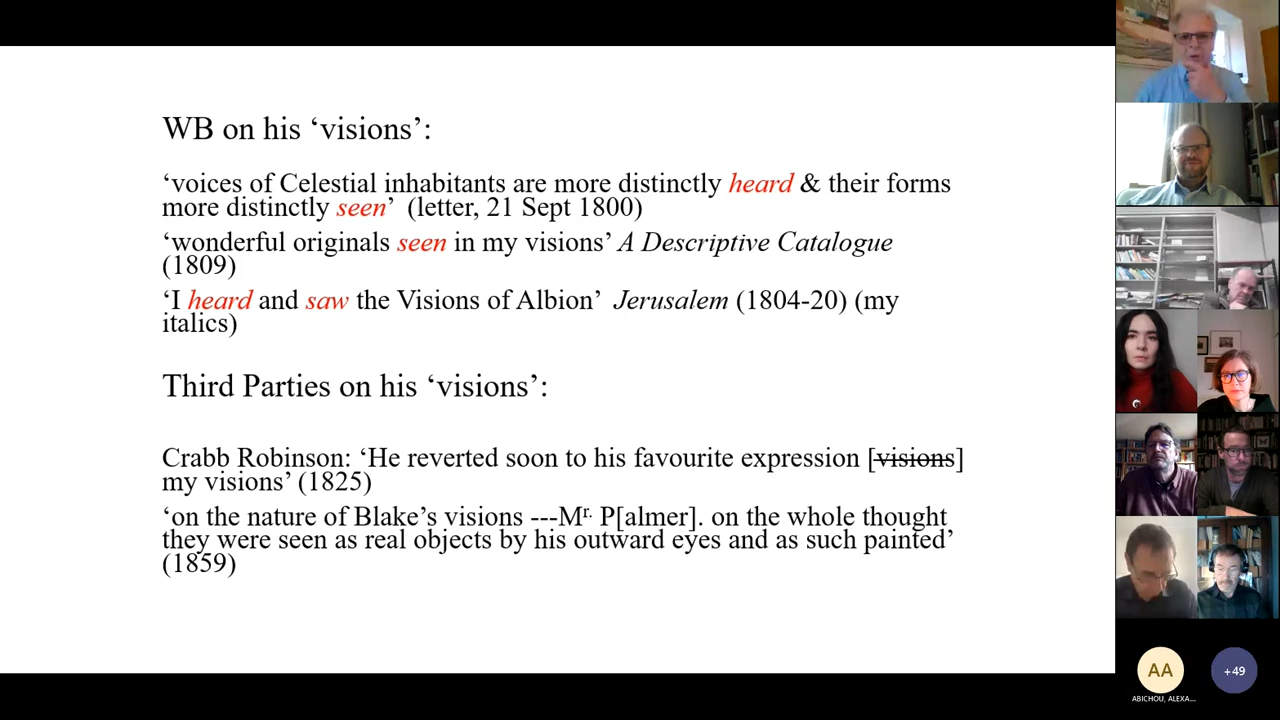 WB on his ‘visions’:
‘voices of Celestial inhabitants are more distinctly heard & their forms
more distinctly seen’ (letter, 21 Sept 1800)
‘wonderful originals seen in my visions’ A Descriptive Catalogue
(1809)
‘I heard and saw the Visions of Albion’ Jerusalem (1804-20) (my
italics)
Third Parties on his ‘visions’:
Crabb Robinson: ‘He reverted soon to his favourite expression [visions]
my visions’ (1825)
‘on the nature of Blake’s visions ---Mr. P[almer]. on the whole thought
they were seen as real objects by his outward eyes and as such painted’
(1859)
AA
+49
ABICHOU, ALEXA...